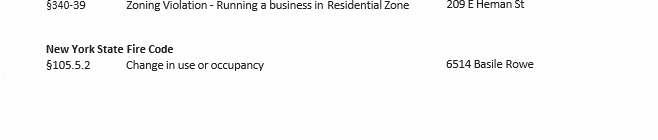 §340-39 Zoning Violation - Running a business in Residential Zone 209 E Heman St
New York State Fire Code
§105.5.2 Change in use or occupancy 6514 Basile Rowe